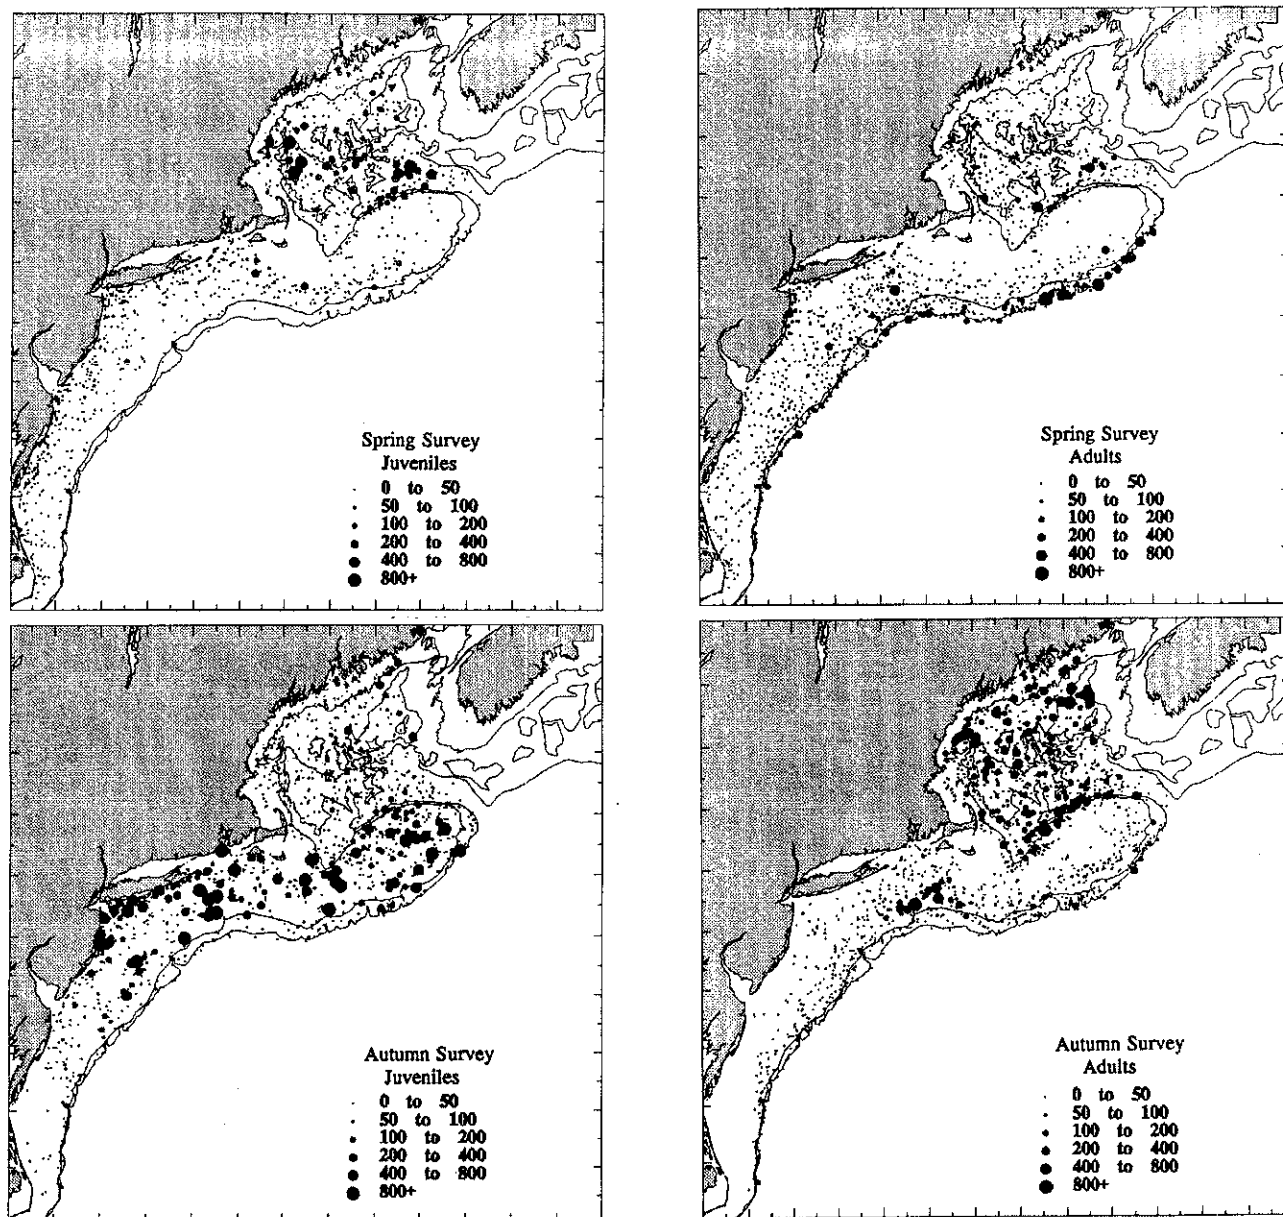 Spring Survey
Juveniles
0 to 50
50 to 100
100 to 200
200 to 400
400 to 800
800+
Spring Survey
Adults
0 to 50
50 to 100
100 to 200
200 to 400
400 to 800
800+
Autumn Survey
Juveniles
0 to 50
50 to 100
100 to 200
200 to 400
400 to 800
800+
Autumn Survey
Adults
0 to 50
50 to 100
100 to 200
200 to 400
400 to 800
800+